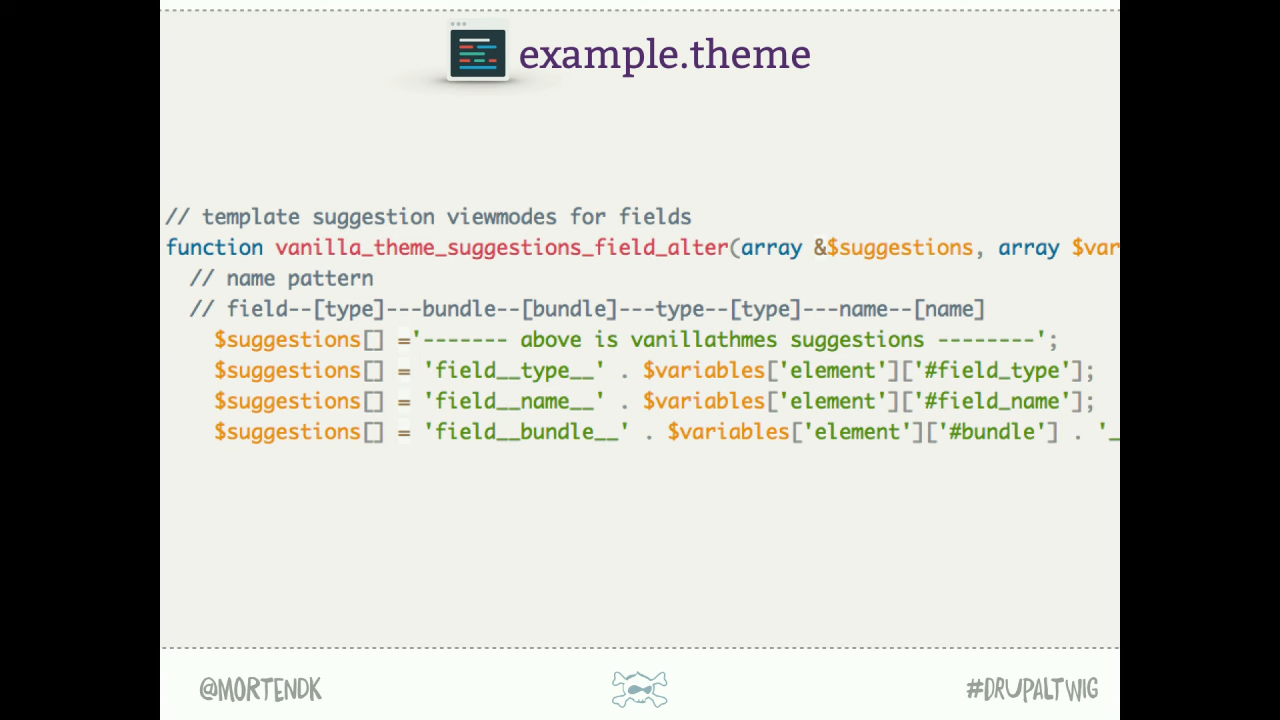 example.theme
// template suggestion viewmodes for fields
function vanilla_theme_suggestions_field_alter(array &$suggestions, array $var
// name pattern
// field--[type]---bundle--[bundle]---type--[type]---name--[name]
$suggestions[] ='------- above is vanillathmes suggestions --------';
$suggestions[] = 'field__type__' . $variables['element']['#field_type'];
$suggestions[] = 'field__name__' . $variables['element']['#field_name'];
$suggestions[] = 'field__bundle__' . $variables['element']['#bundle'] . '_
@MORTENDK
#DRUPALTWIG